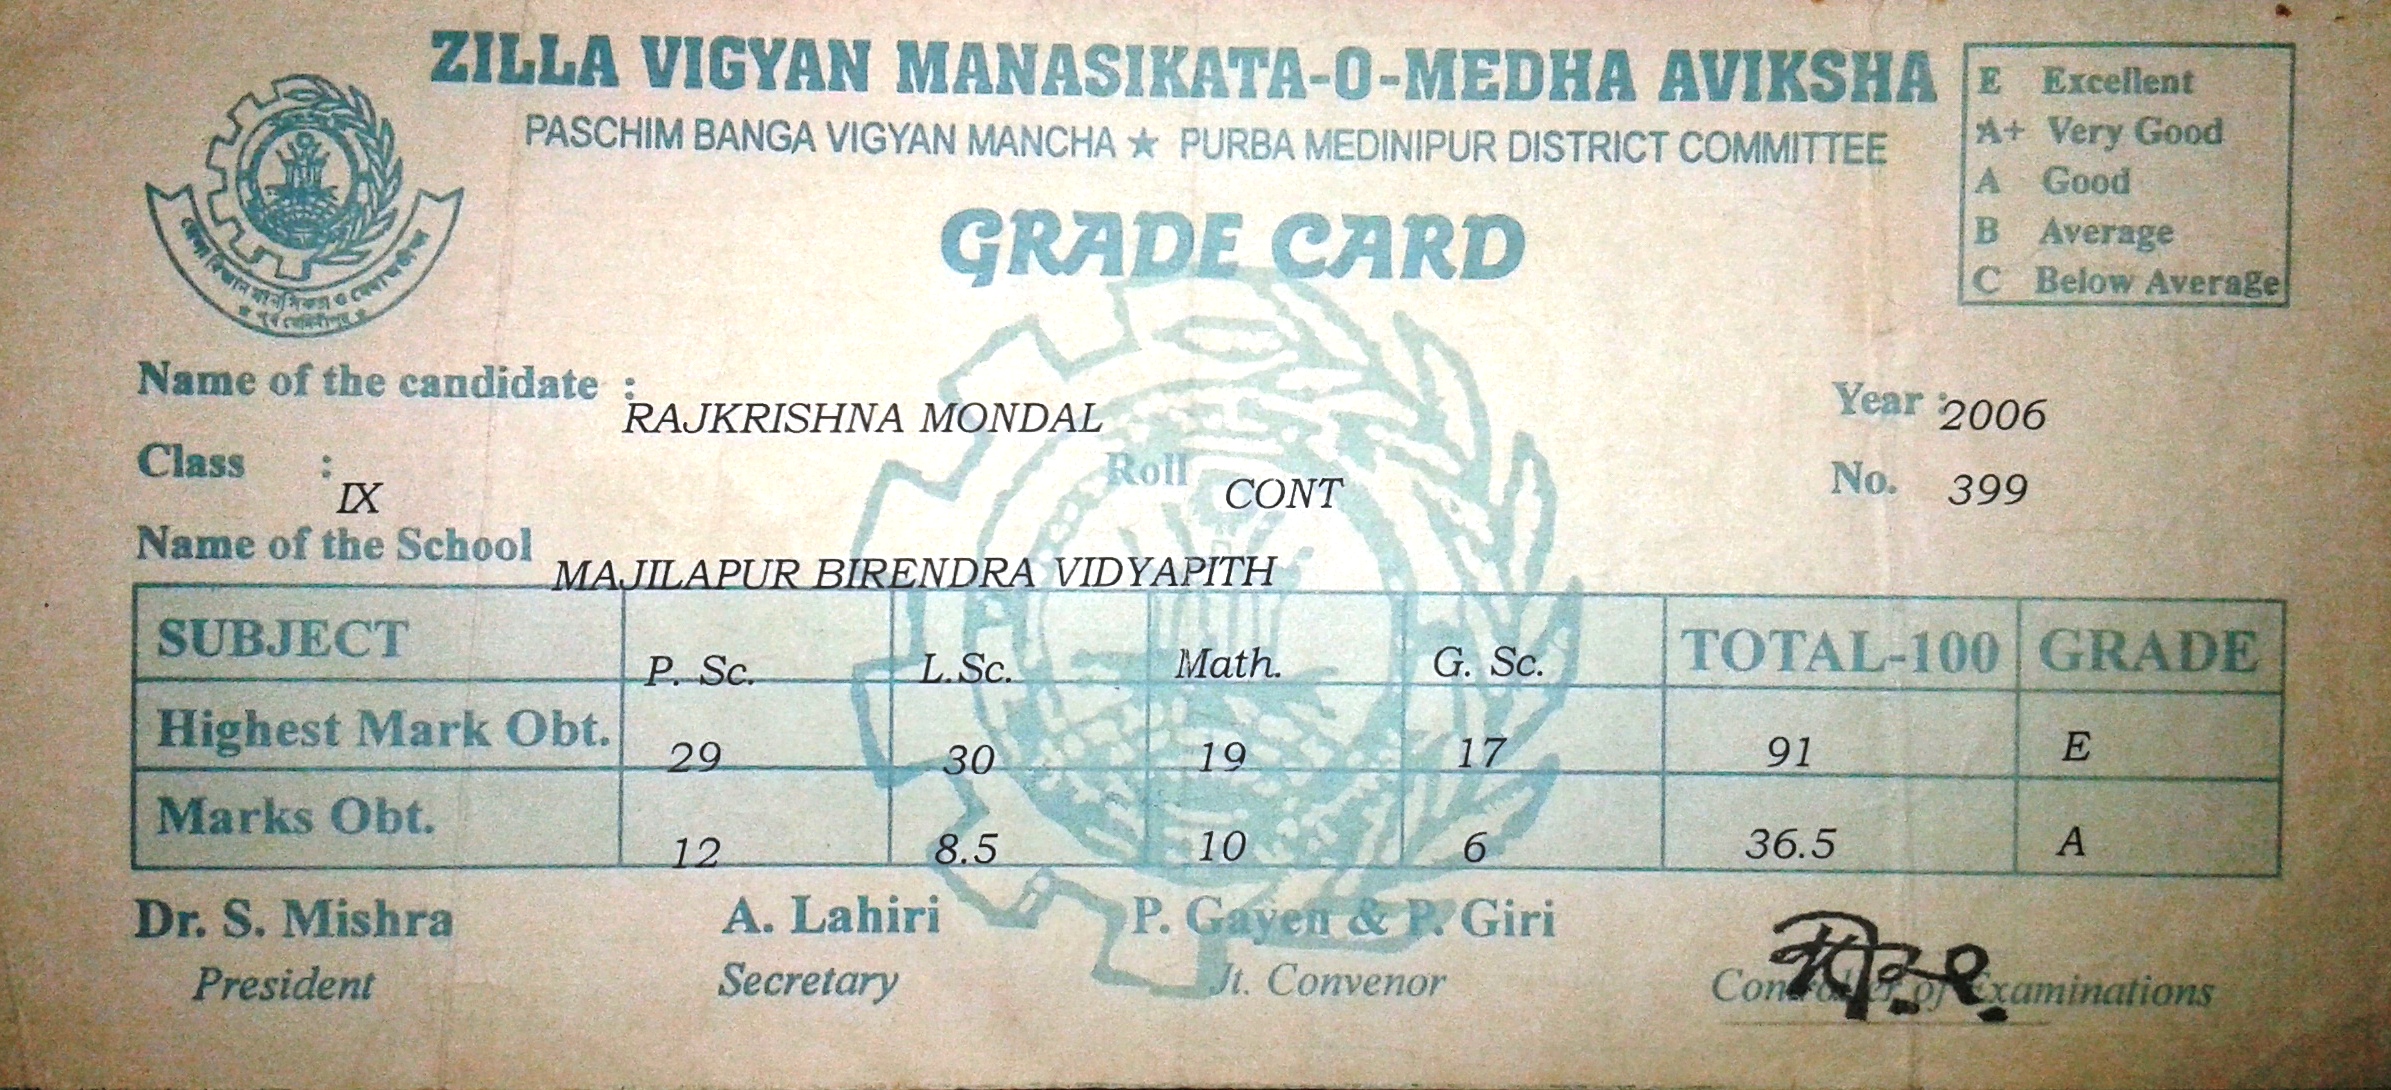 ZILLA VIGYAN MANASIKATA-O-MEDHA AVIKSHA
PASCHIM BANGA VIGYAN MANCHA ★ PURBA MEDINIPUR DISTRICT COMMITTEE
E Excellent
A+ Very Good
A Good
B Average
C Below Average
জেলা বিজ্ঞান মানসিকতা ও মেধা অভীক্ষা
★ পূর্ব মেদিনীপুর ★
GRADE CARD
Name of the candidate : RAJKRISHNA MONDAL Year : 2006
Class : IX Roll CONT No. 399
Name of the School MAJILAPUR BIRENDRA VIDYAPITH
SUBJECT P. Sc. L.Sc. Math. G. Sc. TOTAL-100 GRADE
Highest Mark Obt. 29 30 19 17 91 E
Marks Obt. 12 8.5 10 6 36.5 A
Dr. S. Mishra A. Lahiri P. Gayen & P. Giri
President Secretary Jt. Convenor Controller of Examinations